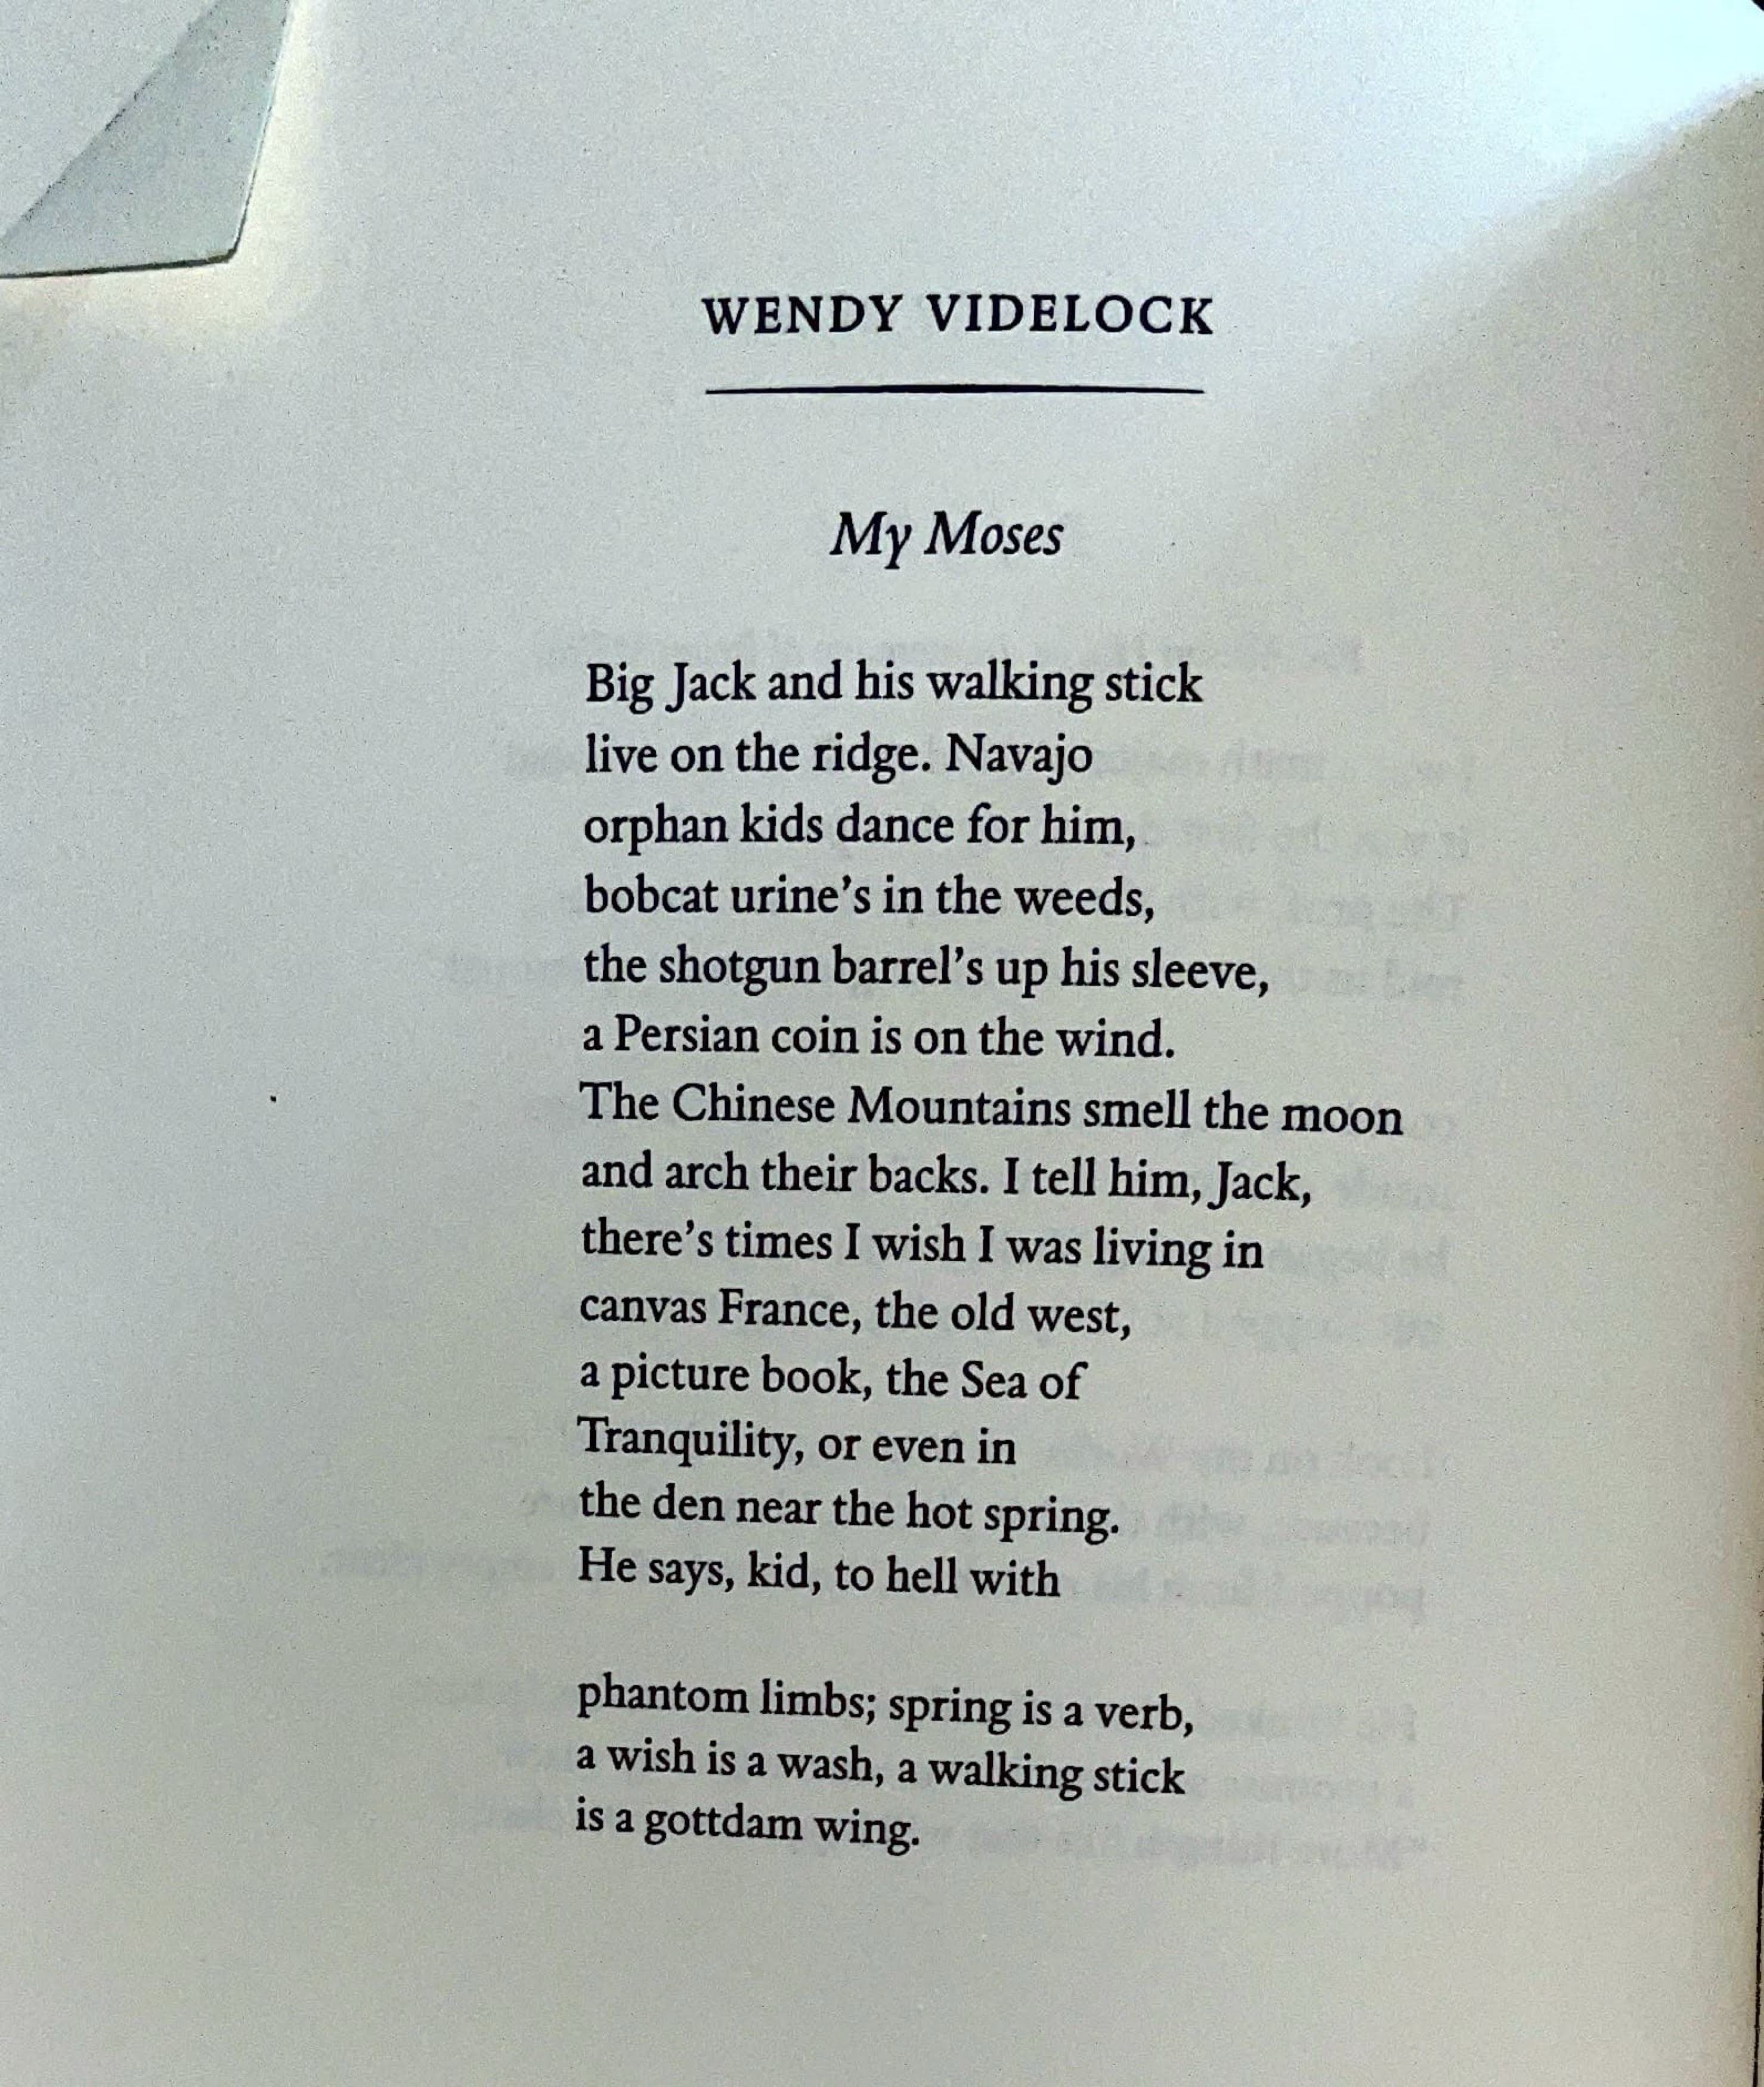 WENDY VIDELOCK
My Moses
Big Jack and his walking stick
live on the ridge. Navajo
orphan kids dance for him,
bobcat urine's in the weeds,
the shotgun barrel's up his sleeve,
a Persian coin is on the wind.
The Chinese Mountains smell the moon
and arch their backs. I tell him, Jack,
there's times I wish I was living in
canvas France, the old west,
a picture book, the Sea of
Tranquility, or even in
the den near the hot spring.
He says, kid, to hell with
phantom limbs; spring is a verb,
a wish is a wash, a walking stick
is a gottdam wing.